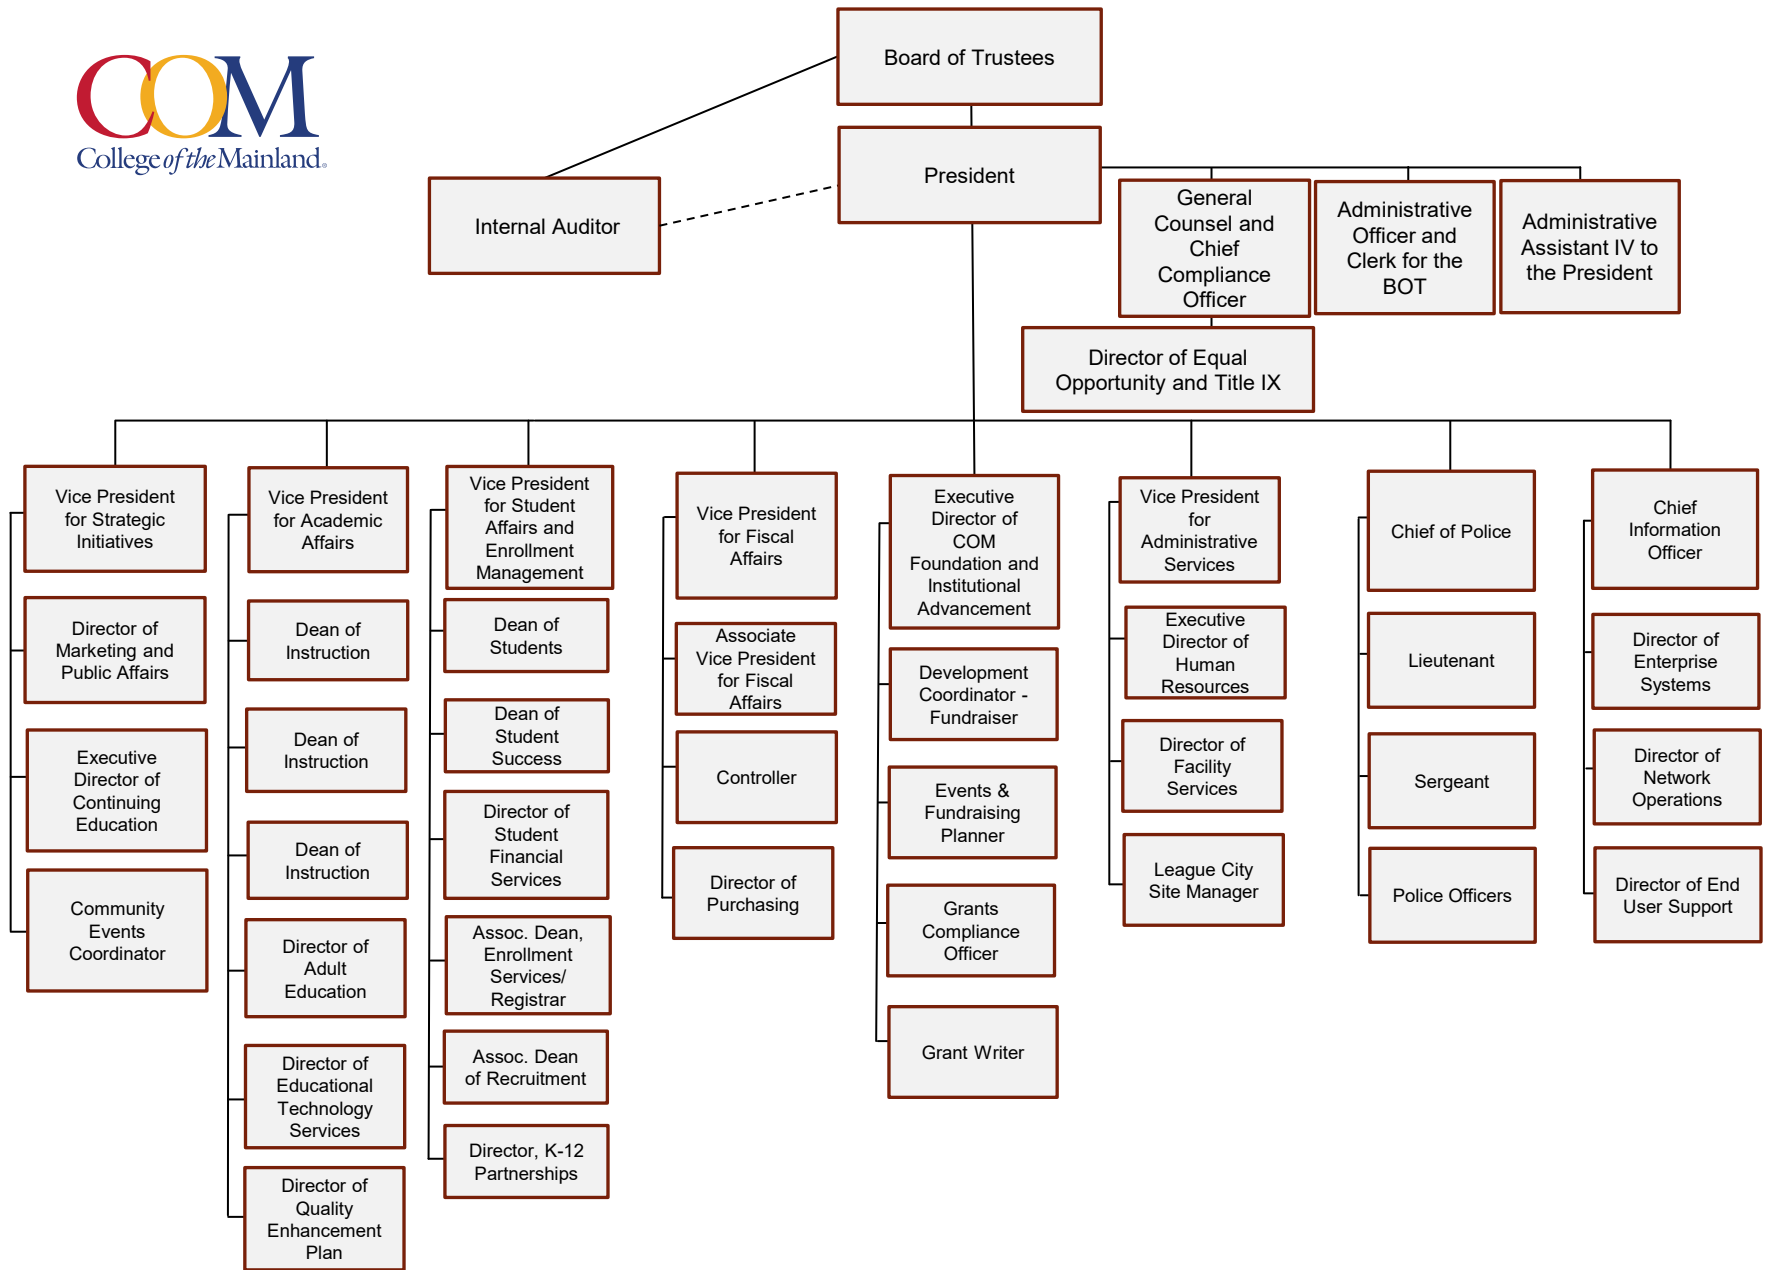 COM
College of the Mainland®
Board of Trustees
President
Internal Auditor
General
Counsel and
Chief
Compliance
Officer
Administrative
Officer and
Clerk for the
BOT
Administrative
Assistant IV to
the President
Director of Equal
Opportunity and Title IX
Vice President
for Strategic
Initiatives
Director of
Marketing and
Public Affairs
Executive
Director of
Continuing
Education
Community
Events
Coordinator
Vice President
for Academic
Affairs
Dean of
Instruction
Dean of
Instruction
Dean of
Instruction
Director of
Adult
Education
Director of
Educational
Technology
Services
Director of
Quality
Enhancement
Plan
Vice President
for Student
Affairs and
Enrollment
Management
Dean of
Students
Dean of
Student
Success
Director of
Student
Financial
Services
Assoc. Dean,
Enrollment
Services/
Registrar
Assoc. Dean
of Recruitment
Director, K-12
Partnerships
Vice President
for Fiscal
Affairs
Associate
Vice President
for Fiscal
Affairs
Controller
Director of
Purchasing
Executive
Director of
COM
Foundation and
Institutional
Advancement
Development
Coordinator -
Fundraiser
Events &
Fundraising
Planner
Grants
Compliance
Officer
Grant Writer
Vice President
for
Administrative
Services
Executive
Director of
Human
Resources
Director of
Facility
Services
League City
Site Manager
Chief of Police
Lieutenant
Sergeant
Police Officers
Chief
Information
Officer
Director of
Enterprise
Systems
Director of
Network
Operations
Director of End
User Support